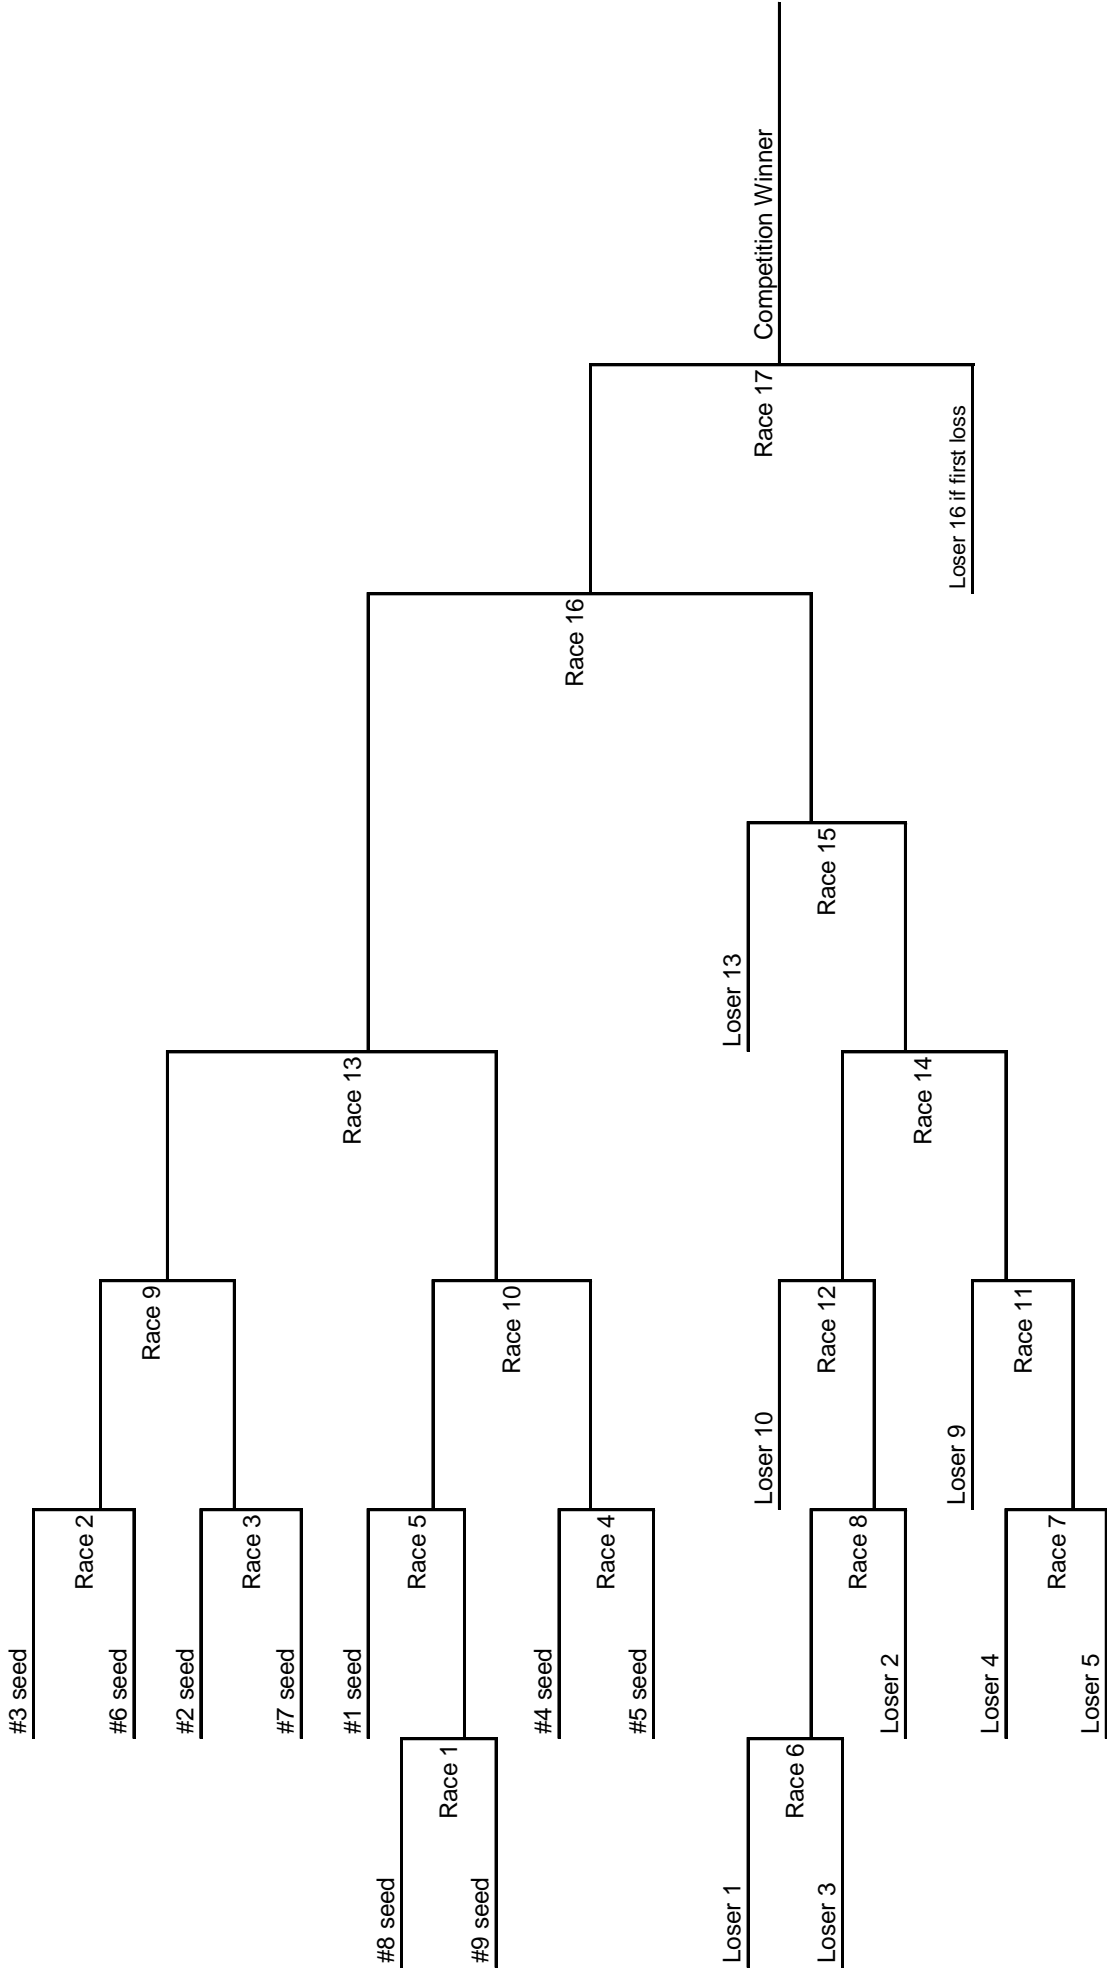 #3 seed
Race 2
#6 seed
Race 9
#2 seed
Race 3
#7 seed
Race 13
#1 seed
Race 5
#8 seed
Race 1
#9 seed
Race 10
#4 seed
Race 4
#5 seed
Race 16
Competition Winner
Race 17
Loser 16 if first loss
Loser 13
Race 15
Loser 10
Race 12
Loser 1
Race 6
Loser 3
Race 8
Loser 2
Race 14
Loser 9
Race 11
Loser 4
Race 7
Loser 5